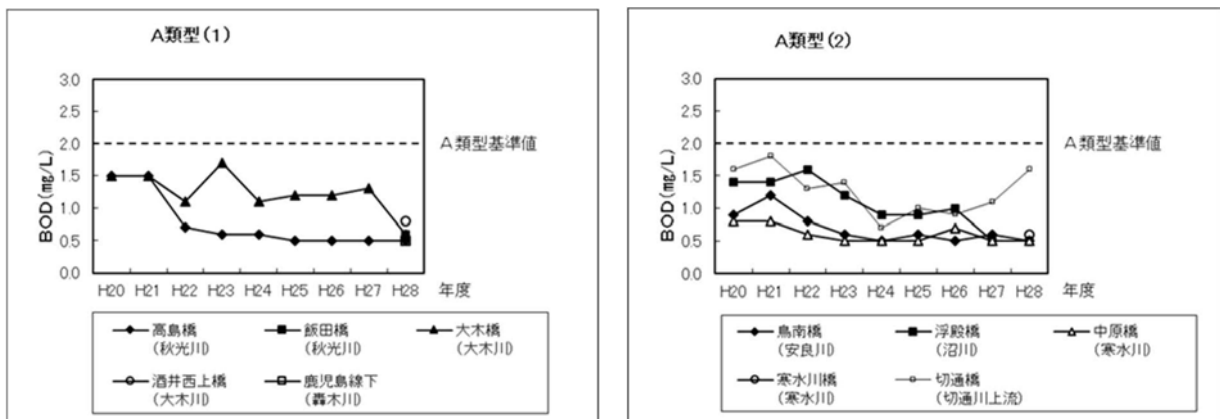 A類型(1)
BOD(㎎/L)
3.0
2.5
2.0
1.5
1.0
0.5
0.0
A類型基準値
H20 H21 H22 H23 H24 H25 H26 H27 H28 年度
高島橋 飯田橋 大木橋
(秋光川) (秋光川) (大木川)
酒井西上橋 鹿児島線下
(大木川) (轟木川)
A類型(2)
BOD(㎎/L)
3.0
2.5
2.0
1.5
1.0
0.5
0.0
A類型基準値
H20 H21 H22 H23 H24 H25 H26 H27 H28 年度
鳥南橋 浮殿橋 中原橋
(安良川) (沼川) (寒水川)
寒水川橋 切通橋
(寒水川) (切通川上流)